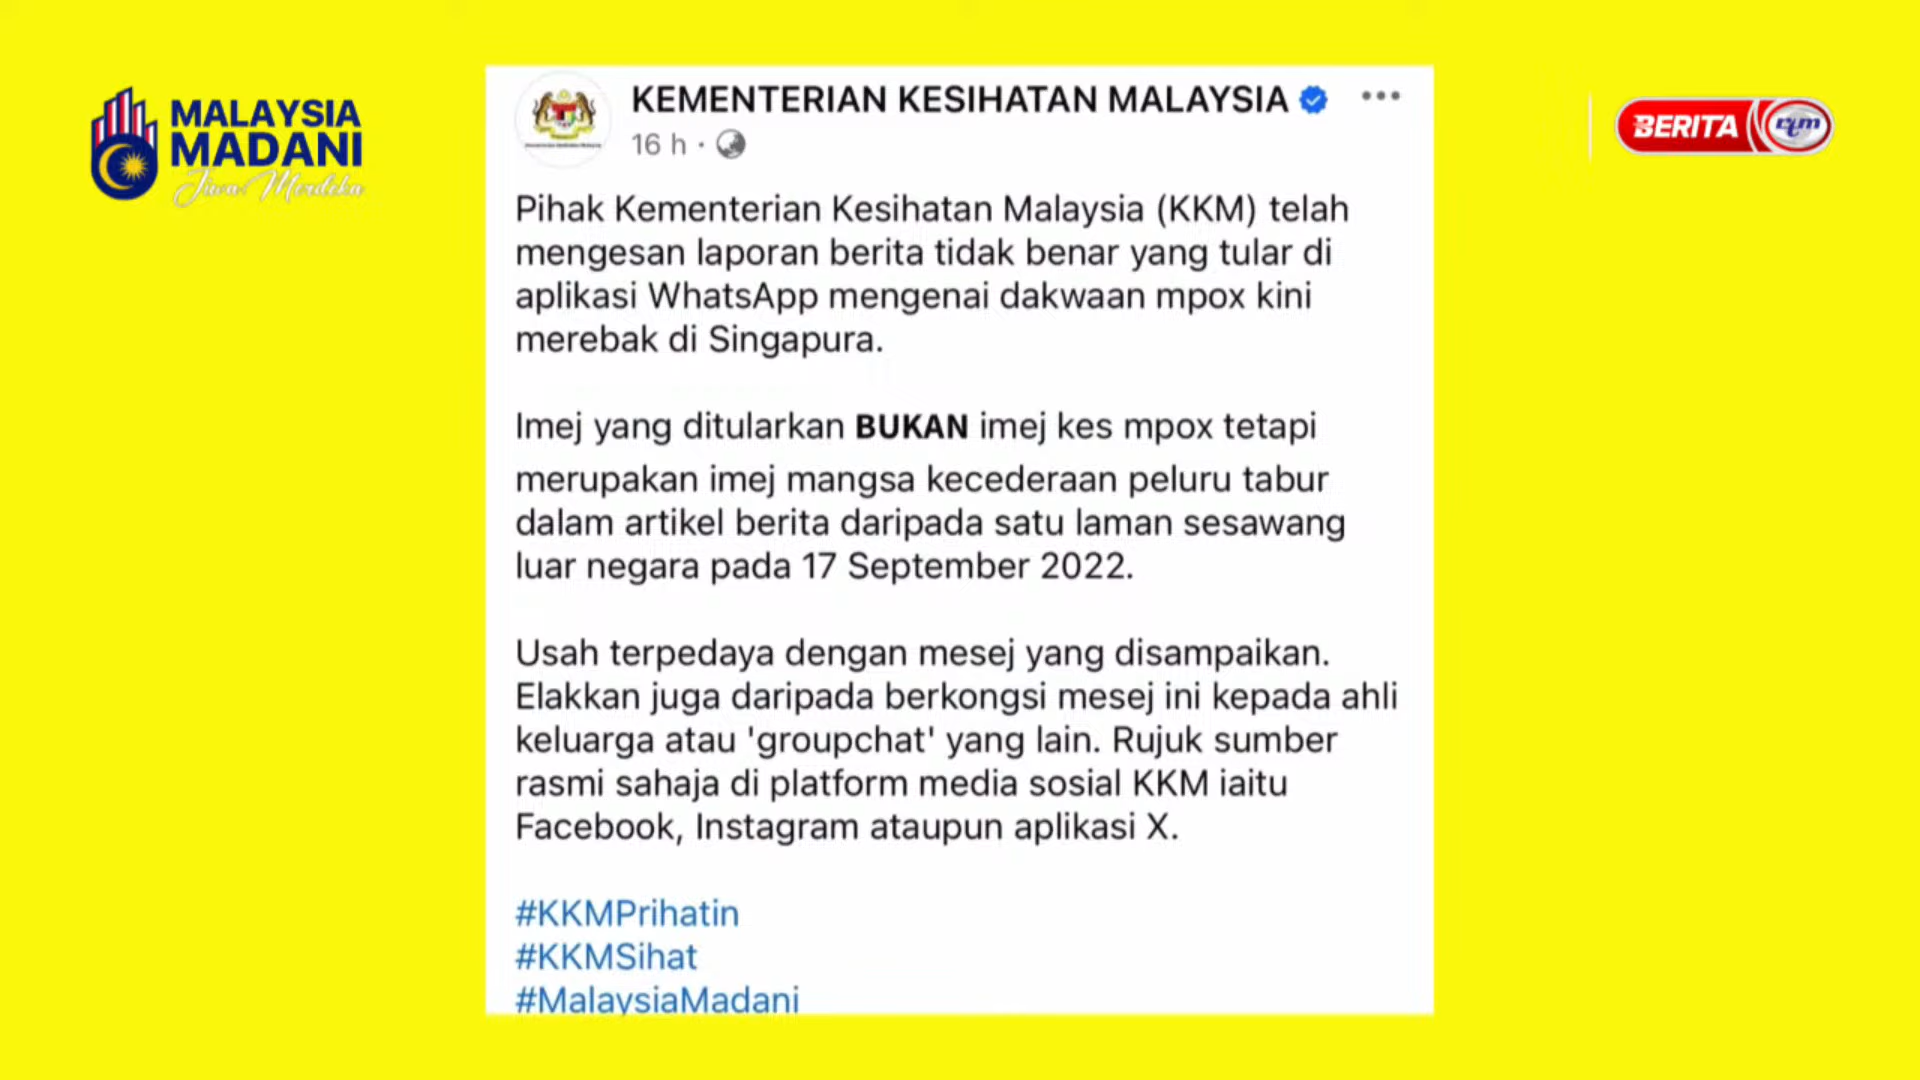 MALAYSIA
MADANI
Jiwa Merdeka
BERITA rtm
KEMENTERIAN KESIHATAN MALAYSIA
16 h ·
Pihak Kementerian Kesihatan Malaysia (KKM) telah
mengesan laporan berita tidak benar yang tular di
aplikasi WhatsApp mengenai dakwaan mpox kini
merebak di Singapura.
Imej yang ditularkan BUKAN imej kes mpox tetapi
merupakan imej mangsa kecederaan peluru tabur
dalam artikel berita daripada satu laman sesawang
luar negara pada 17 September 2022.
Usah terpedaya dengan mesej yang disampaikan.
Elakkan juga daripada berkongsi mesej ini kepada ahli
keluarga atau 'groupchat' yang lain. Rujuk sumber
rasmi sahaja di platform media sosial KKM iaitu
Facebook, Instagram ataupun aplikasi X.
#KKMPrihatin
#KKMSihat
#MalaysiaMadani